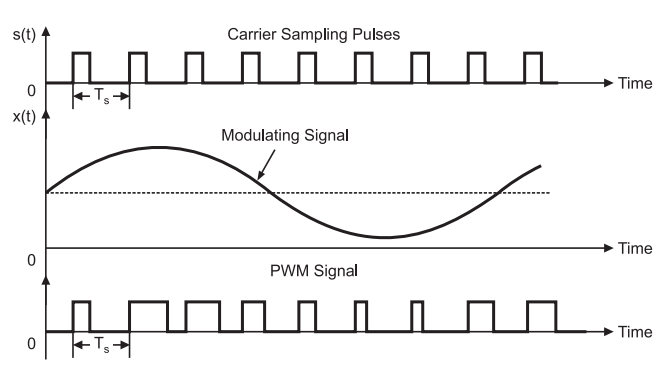 s(t)
Carrier Sampling Pulses
0
Time
Ts
x(t)
Modulating Signal
0
Time
PWM Signal
0
Time
Ts